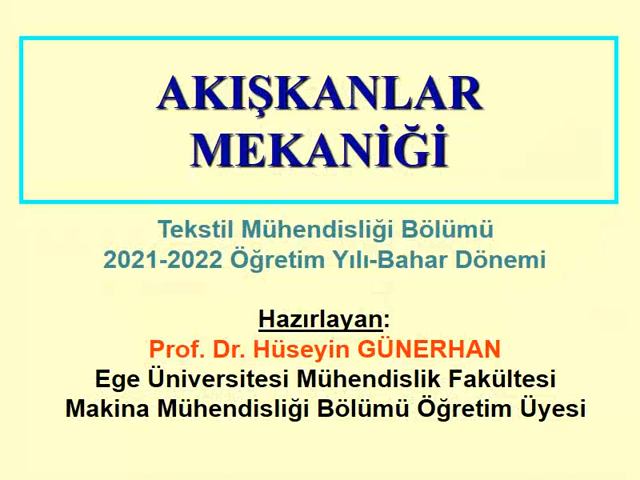 AKIŞKANLAR
MEKANİĞİ
Tekstil Mühendisliği Bölümü
2021-2022 Öğretim Yılı-Bahar Dönemi
Hazırlayan:
Prof. Dr. Hüseyin GÜNERHAN
Ege Üniversitesi Mühendislik Fakültesi
Makina Mühendisliği Bölümü Öğretim Üyesi